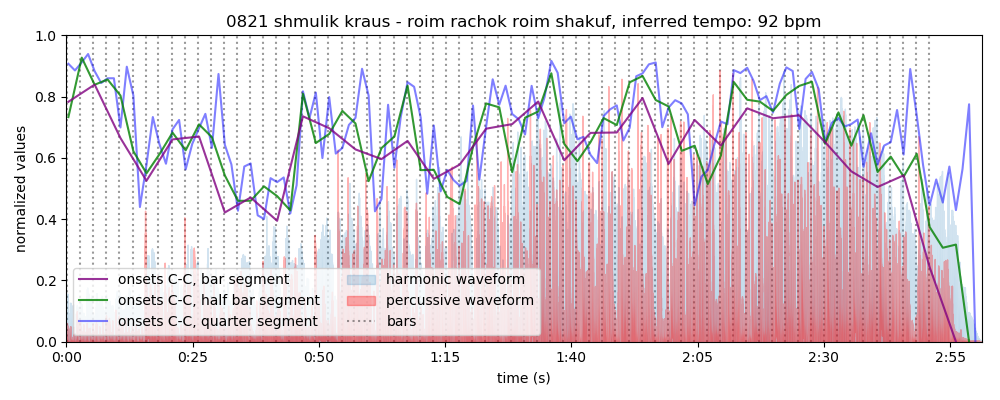 0821 shmulik kraus - roim rachok roim shakuf, inferred tempo: 92 bpm
1.0
0.8
0.6
0.4
0.2
0.0
normalized values
onsets C-C, bar segment
onsets C-C, half bar segment
onsets C-C, quarter segment
harmonic waveform
percussive waveform
bars
0:00 0:25 0:50 1:15 1:40 2:05 2:30 2:55
time (s)